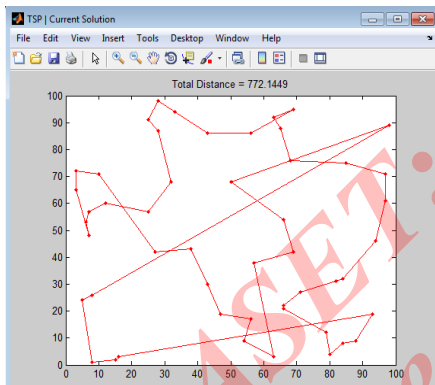 TSP | Current Solution
File Edit View Insert Tools Desktop Window Help
Total Distance = 772.1449
100
90
80
70
60
50
40
30
20
10
0
0 10 20 30 40 50 60 70 80 90 100
ASET: